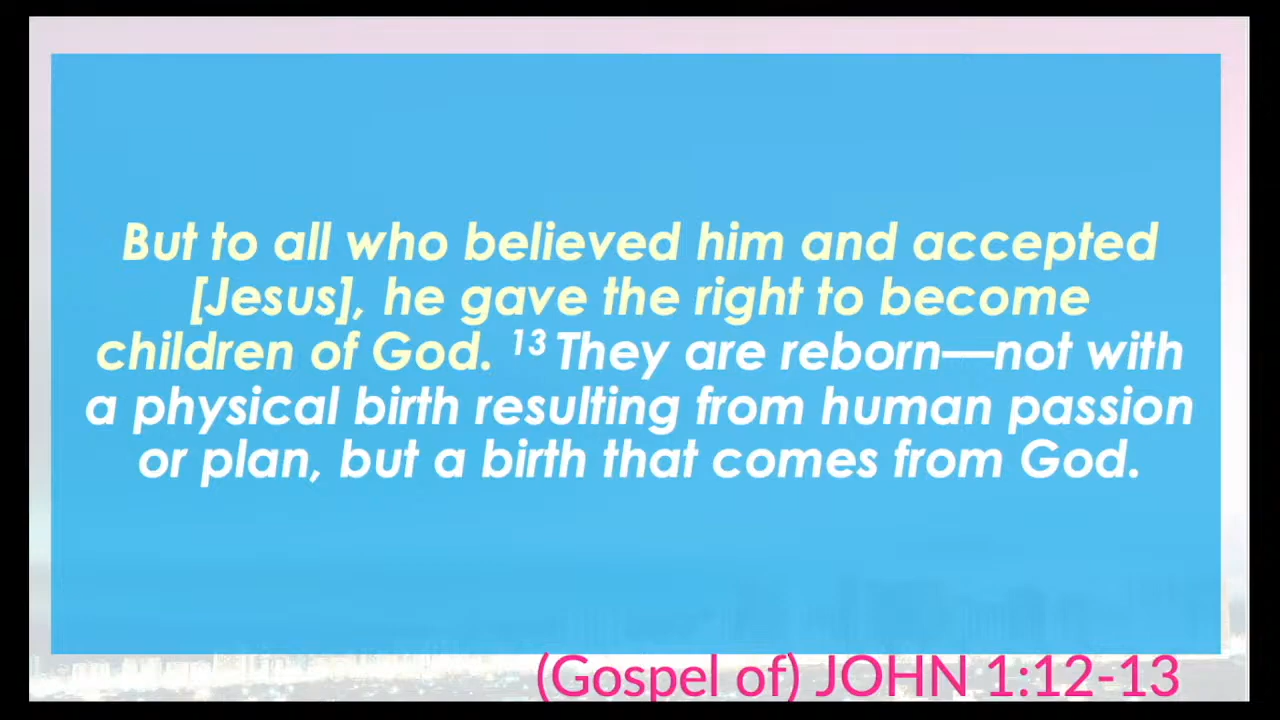 But to all who believed him and accepted
[Jesus], he gave the right to become
children of God. 13 They are reborn—not with
a physical birth resulting from human passion
or plan, but a birth that comes from God.
(Gospel of) JOHN 1:12-13